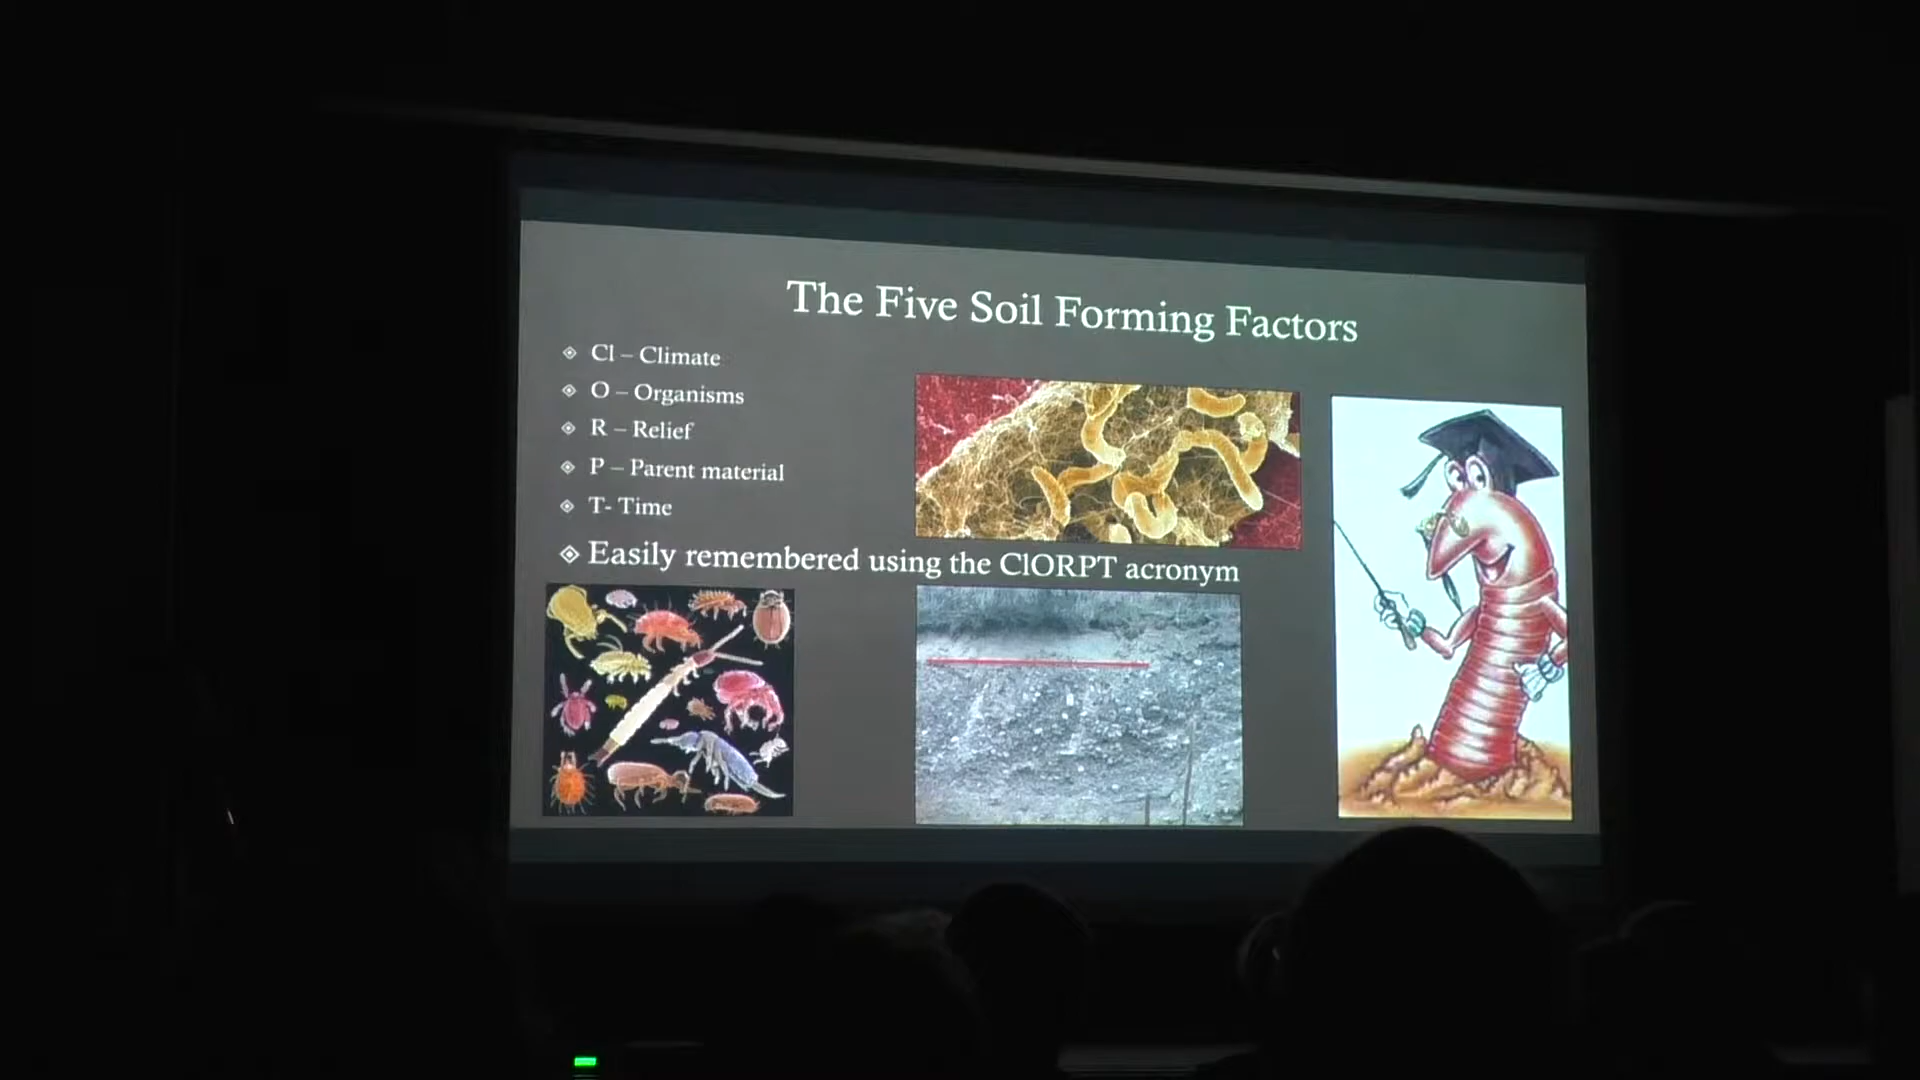 The Five Soil Forming Factors
Cl – Climate
O – Organisms
R – Relief
P – Parent material
T- Time
Easily remembered using the ClORPT acronym